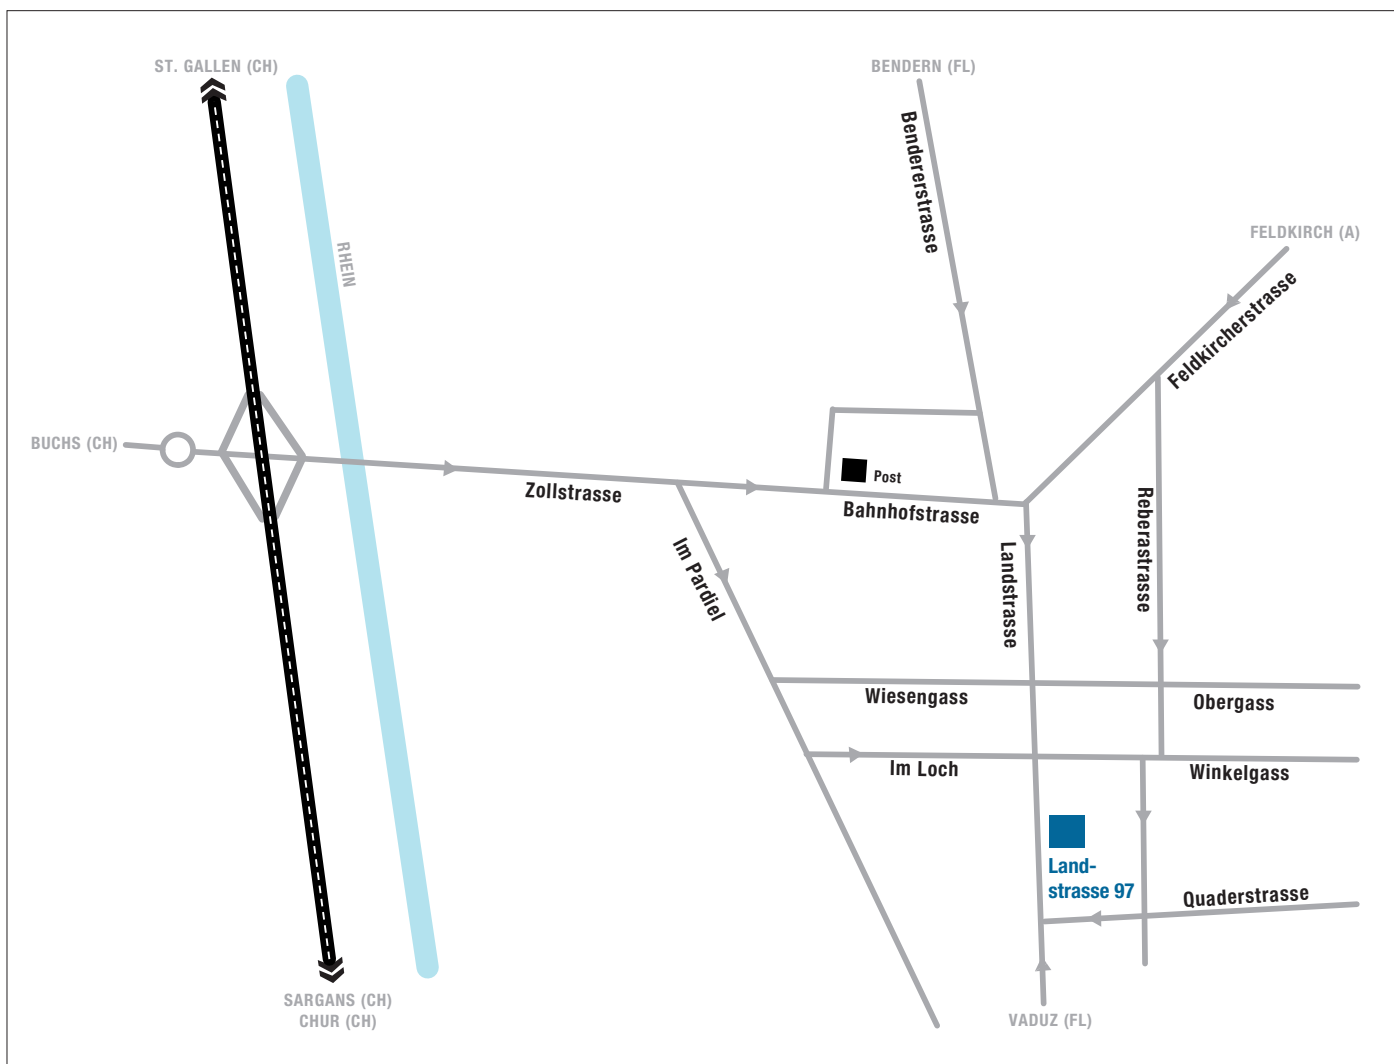 ST. GALLEN (CH)
BENDERN (FL)
Bendererstrasse
FELDKIRCH (A)
RHEIN
Feldkircherstrasse
BUCHS (CH)
Post
Zollstrasse
Bahnhofstrasse
Reberastrasse
Im Pardiel
Landstrasse
Wiesengass
Obergass
Im Loch
Winkelgass
Land-
strasse 97
Quaderstrasse
SARGANS (CH)
CHUR (CH)
VADUZ (FL)